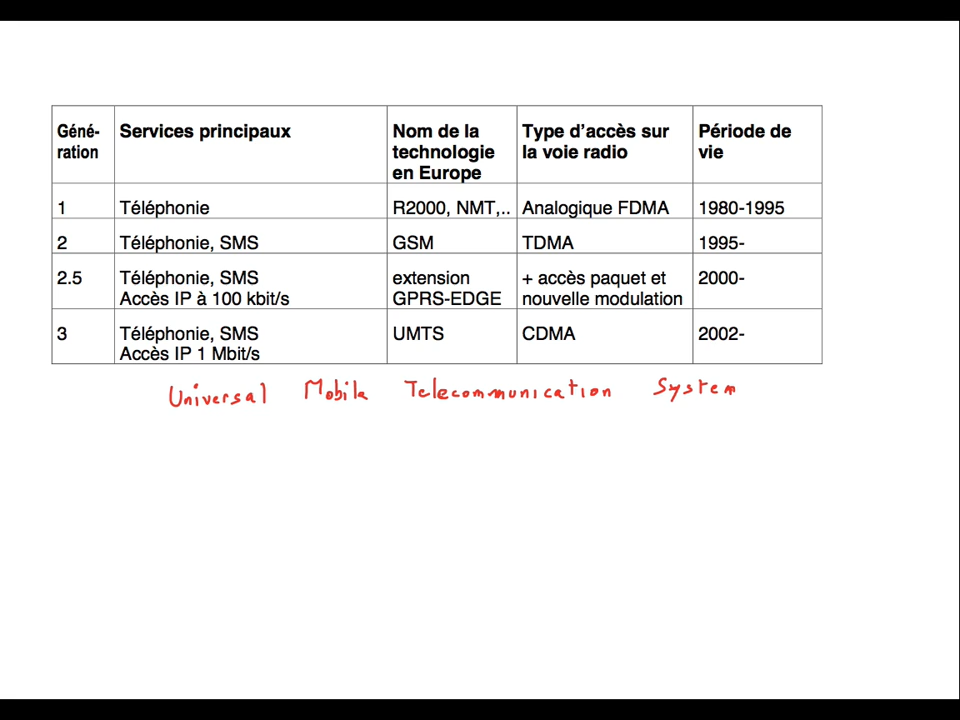 Géné-
ration
Services principaux
Nom de la
technologie
en Europe
Type d'accès sur
la voie radio
Période de
vie
1
Téléphonie
R2000, NMT,..
Analogique FDMA
1980-1995
2
Téléphonie, SMS
GSM
TDMA
1995-
2.5
Téléphonie, SMS
Accès IP à 100 kbit/s
extension
GPRS-EDGE
+ accès paquet et
nouvelle modulation
2000-
3
Téléphonie, SMS
Accès IP 1 Mbit/s
UMTS
CDMA
2002-
Universal Mobile Telecommunication System